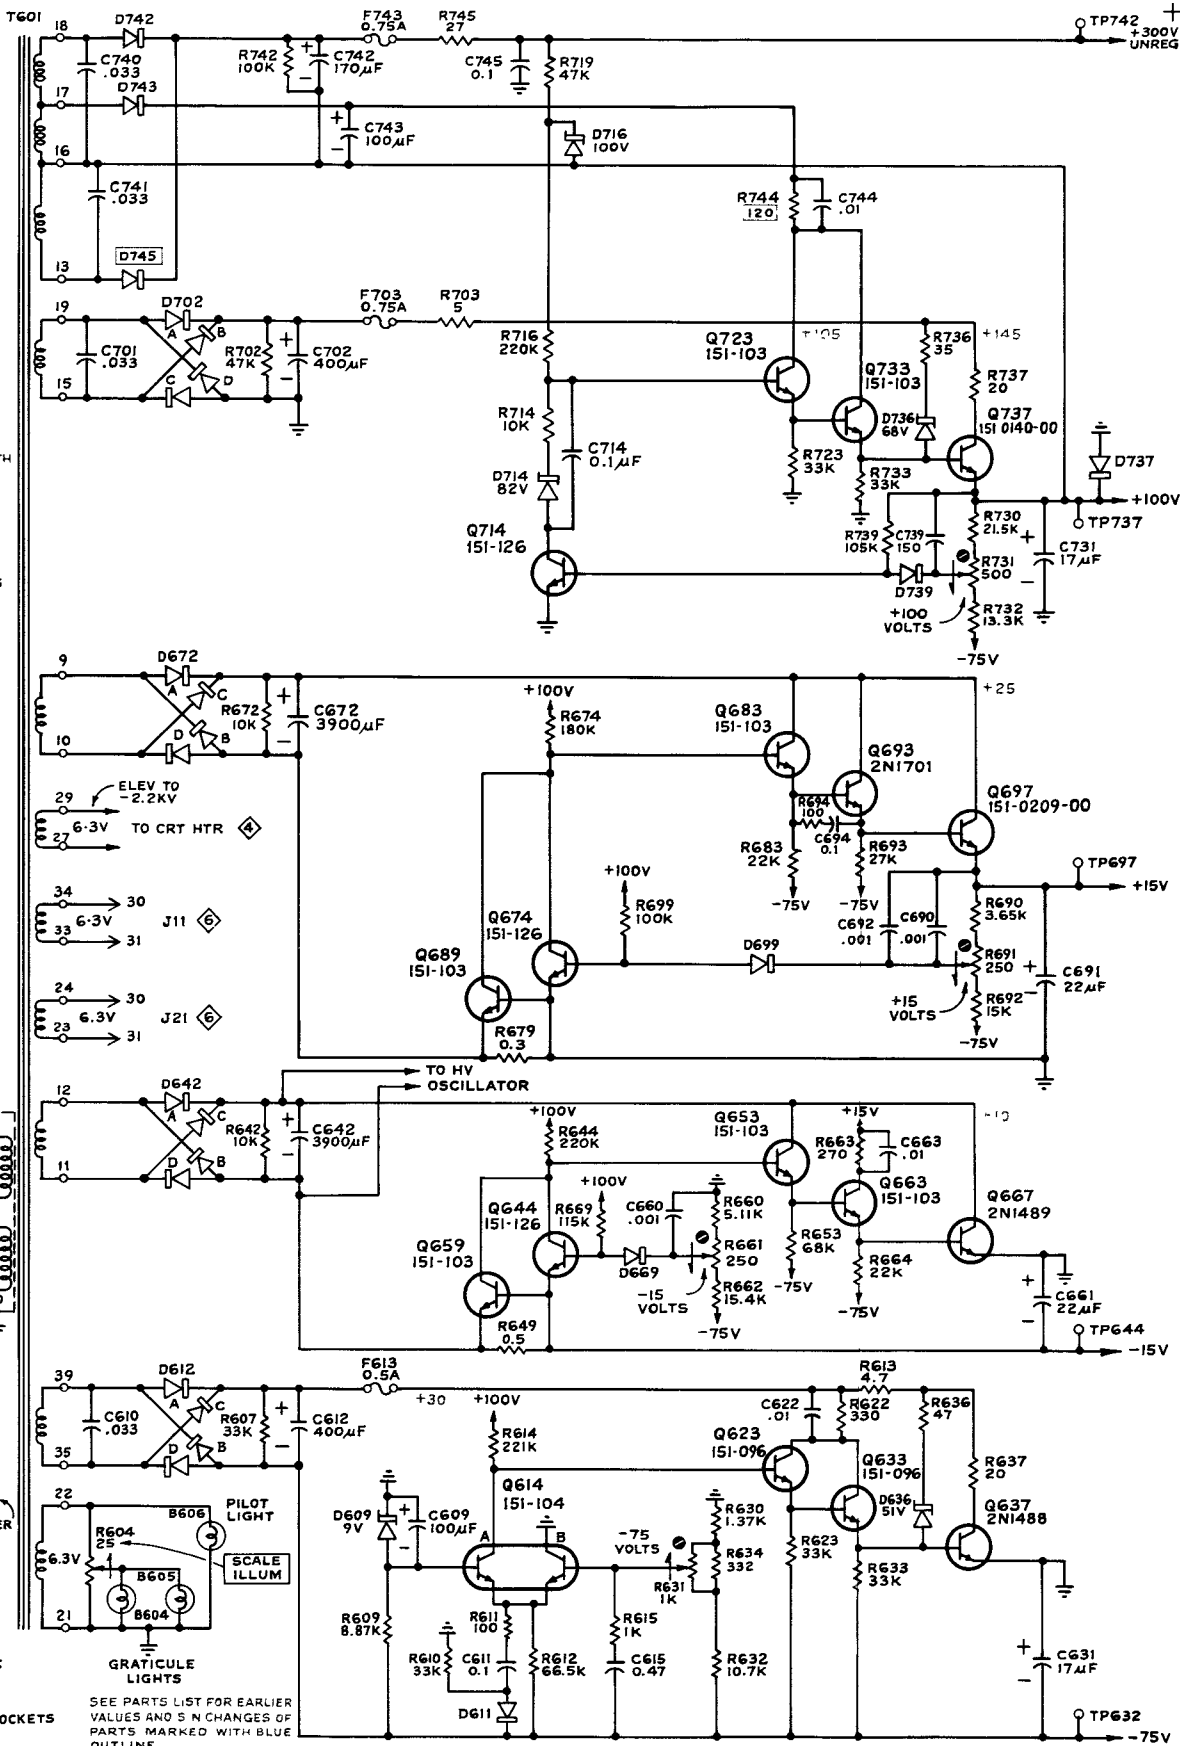 T601
18
D742
F743
0.75A
R745
27
TP742
+
+300V
UNREG
C740
.033
R742
100K
+
C742
170µF
-
C745
0.1
R719
47K
17
D743
+
C743
100µF
-
D716
100V
16
C741
.033
R744
120
C744
.01
13
D745
19
D702
A
B
C
D
F703
0.75A
R703
5
C701
.033
R702
47K
+
C702
400µF
-
15
R716
220K
Q723
151-103
+105
R736
35
+145
Q733
151-103
R737
20
R714
10K
C714
0.1µF
D714
82V
D736
68V
Q737
151 0140-00
R723
33K
R733
33K
D737
+100V
TP737
Q714
151-126
R739
105K
C739
150
R730
21.5K
R731
500
+
C731
17µF
-
D739
+100
VOLTS
R732
13.3K
-75V
TH
9
D672
A
C
D
B
R672
10K
+
C672
3900µF
-
10
+100V
R674
180K
Q683
151-103
+25
Q693
2N1701
Q697
151-0209-00
29
ELEV TO
-2.2KV
6.3V
TO CRT HTR
4
27
R694
100
C694
0.1
R683
22K
R693
27K
-75V
-75V
TP697
+15V
34
30
6.3V
J11
6
33
31
+100V
R699
100K
Q674
151-126
C692
.001
C690
.001
R690
3.65K
D699
R691
250
+
C691
22µF
-
Q689
151-103
24
30
6.3V
J21
6
23
31
+15
VOLTS
R692
15K
-75V
R679
0.3
TO HV
OSCILLATOR
12
D642
A
C
D
B
R642
10K
+
C642
3900µF
-
11
+100V
R644
220K
Q653
151-103
+15V
R663
270
C663
.01
+10
Q644
151-126
+100V
R669
115K
C660
.001
R660
5.11K
Q663
151-103
Q667
2N1489
Q659
151-103
D669
R661
250
R653
68K
R664
22K
-15
VOLTS
R662
15.4K
-75V
-75V
-75V
+
C661
22µF
-
R649
0.5
TP644
-15V
39
D612
A
C
D
B
F613
0.5A
+30
+100V
R613
4.7
C610
.033
R607
33K
+
C612
400µF
-
35
R614
221K
C622
.01
R622
330
R636
47
Q623
151-096
Q633
151-096
R637
20
Q614
151-104
A
B
D636
51V
Q637
2N1488
22
PILOT
LIGHT
B606
R604
25
6.3V
SCALE
ILLUM
B605
B604
21
D609
9V
+
C609
100µF
-75
VOLTS
R630
1.37K
R634
332
R631
1K
R623
33K
R633
33K
R609
8.87K
R611
100
R615
1K
R610
33K
C611
0.1
R612
66.5K
C615
0.47
R632
10.7K
D611
+
C631
17µF
-
TP632
-75V
GRATICULE
LIGHTS
SEE PARTS LIST FOR EARLIER
VALUES AND S N CHANGES OF
PARTS MARKED WITH BLUE
OUTLINE
OCKETS
ER